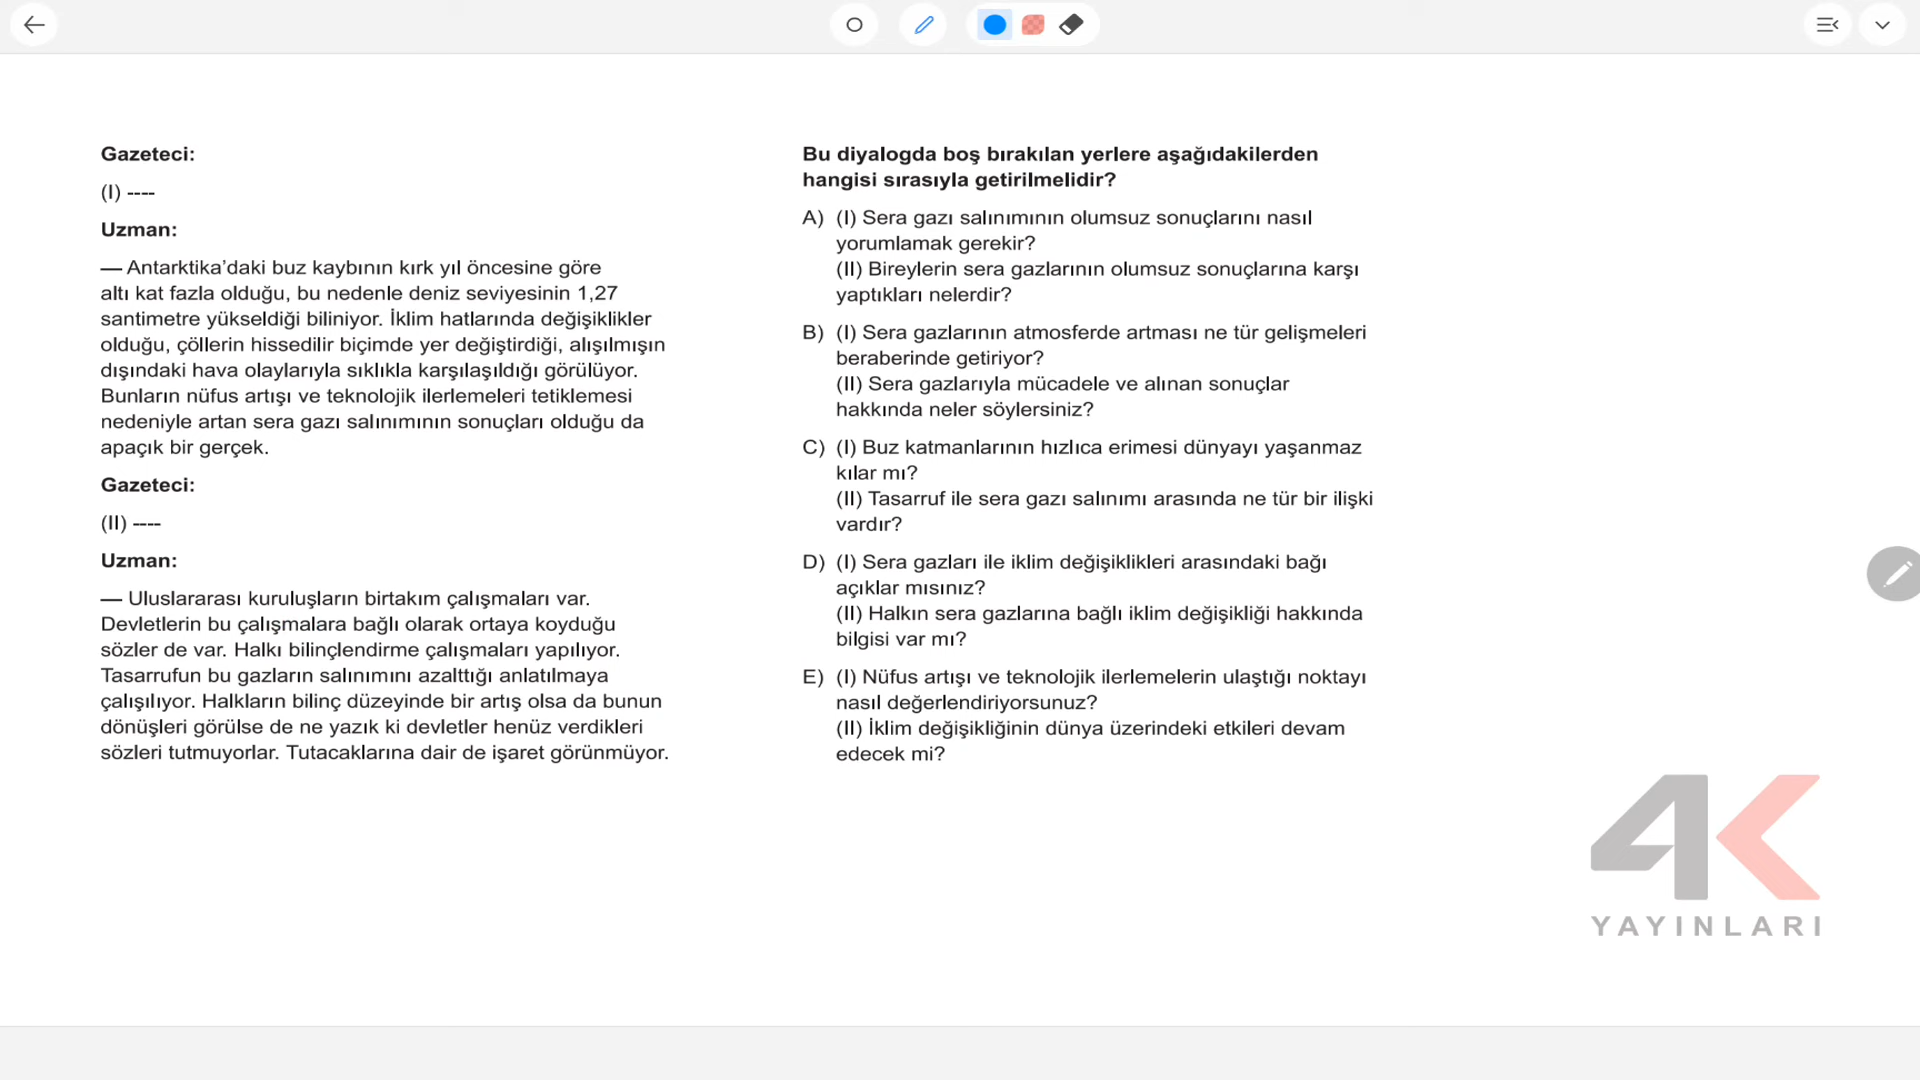 Gazeteci:
(I) ----
Uzman:
— Antarktika’daki buz kaybının kırk yıl öncesine göre
altı kat fazla olduğu, bu nedenle deniz seviyesinin 1,27
santimetre yükseldiği biliniyor. İklim hatlarında değişiklikler
olduğu, çöllerin hissedilir biçimde yer değiştirdiği, alışılmışın
dışındaki hava olaylarıyla sıklıkla karşılaşıldığı görülüyor.
Bunların nüfus artışı ve teknolojik ilerlemeleri tetiklemesi
nedeniyle artan sera gazı salınımının sonuçları olduğu da
apaçık bir gerçek.
Gazeteci:
(II) ----
Uzman:
— Uluslararası kuruluşların birtakım çalışmaları var.
Devletlerin bu çalışmalara bağlı olarak ortaya koyduğu
sözler de var. Halkı bilinçlendirme çalışmaları yapılıyor.
Tasarrufun bu gazların salınımını azalttığı anlatılmaya
çalışılıyor. Halkların bilinç düzeyinde bir artış olsa da bunun
dönüşleri görülse de ne yazık ki devletler henüz verdikleri
sözleri tutmuyorlar. Tutacaklarına dair de işaret görünmüyor.
Bu diyalogda boş bırakılan yerlere aşağıdakilerden
hangisi sırasıyla getirilmelidir?
A) (I) Sera gazı salınımının olumsuz sonuçlarını nasıl
yorumlamak gerekir?
(II) Bireylerin sera gazlarının olumsuz sonuçlarına karşı
yaptıkları nelerdir?
B) (I) Sera gazlarının atmosferde artması ne tür gelişmeleri
beraberinde getiriyor?
(II) Sera gazlarıyla mücadele ve alınan sonuçlar
hakkında neler söylersiniz?
C) (I) Buz katmanlarının hızlıca erimesi dünyayı yaşanmaz
kılar mı?
(II) Tasarruf ile sera gazı salınımı arasında ne tür bir ilişki
vardır?
D) (I) Sera gazları ile iklim değişiklikleri arasındaki bağı
açıklar mısınız?
(II) Halkın sera gazlarına bağlı iklim değişikliği hakkında
bilgisi var mı?
E) (I) Nüfus artışı ve teknolojik ilerlemelerin ulaştığı noktayı
nasıl değerlendiriyorsunuz?
(II) İklim değişikliğinin dünya üzerindeki etkileri devam
edecek mi?
4K
YAYINLARI